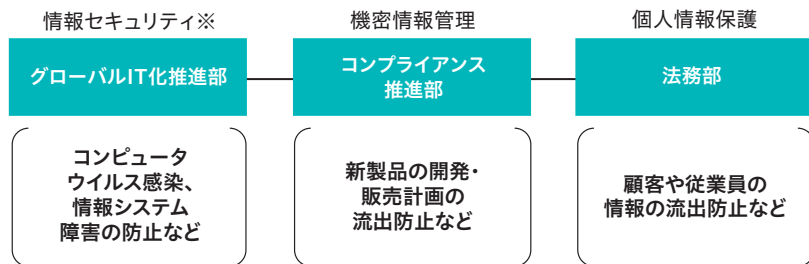 情報セキュリティ※
グローバルIT化推進部
コンピュータ
ウイルス感染、
情報システム
障害の防止など
機密情報管理
コンプライアンス
推進部
新製品の開発・
販売計画の
流出防止など
個人情報保護
法務部
顧客や従業員の
情報の流出防止など